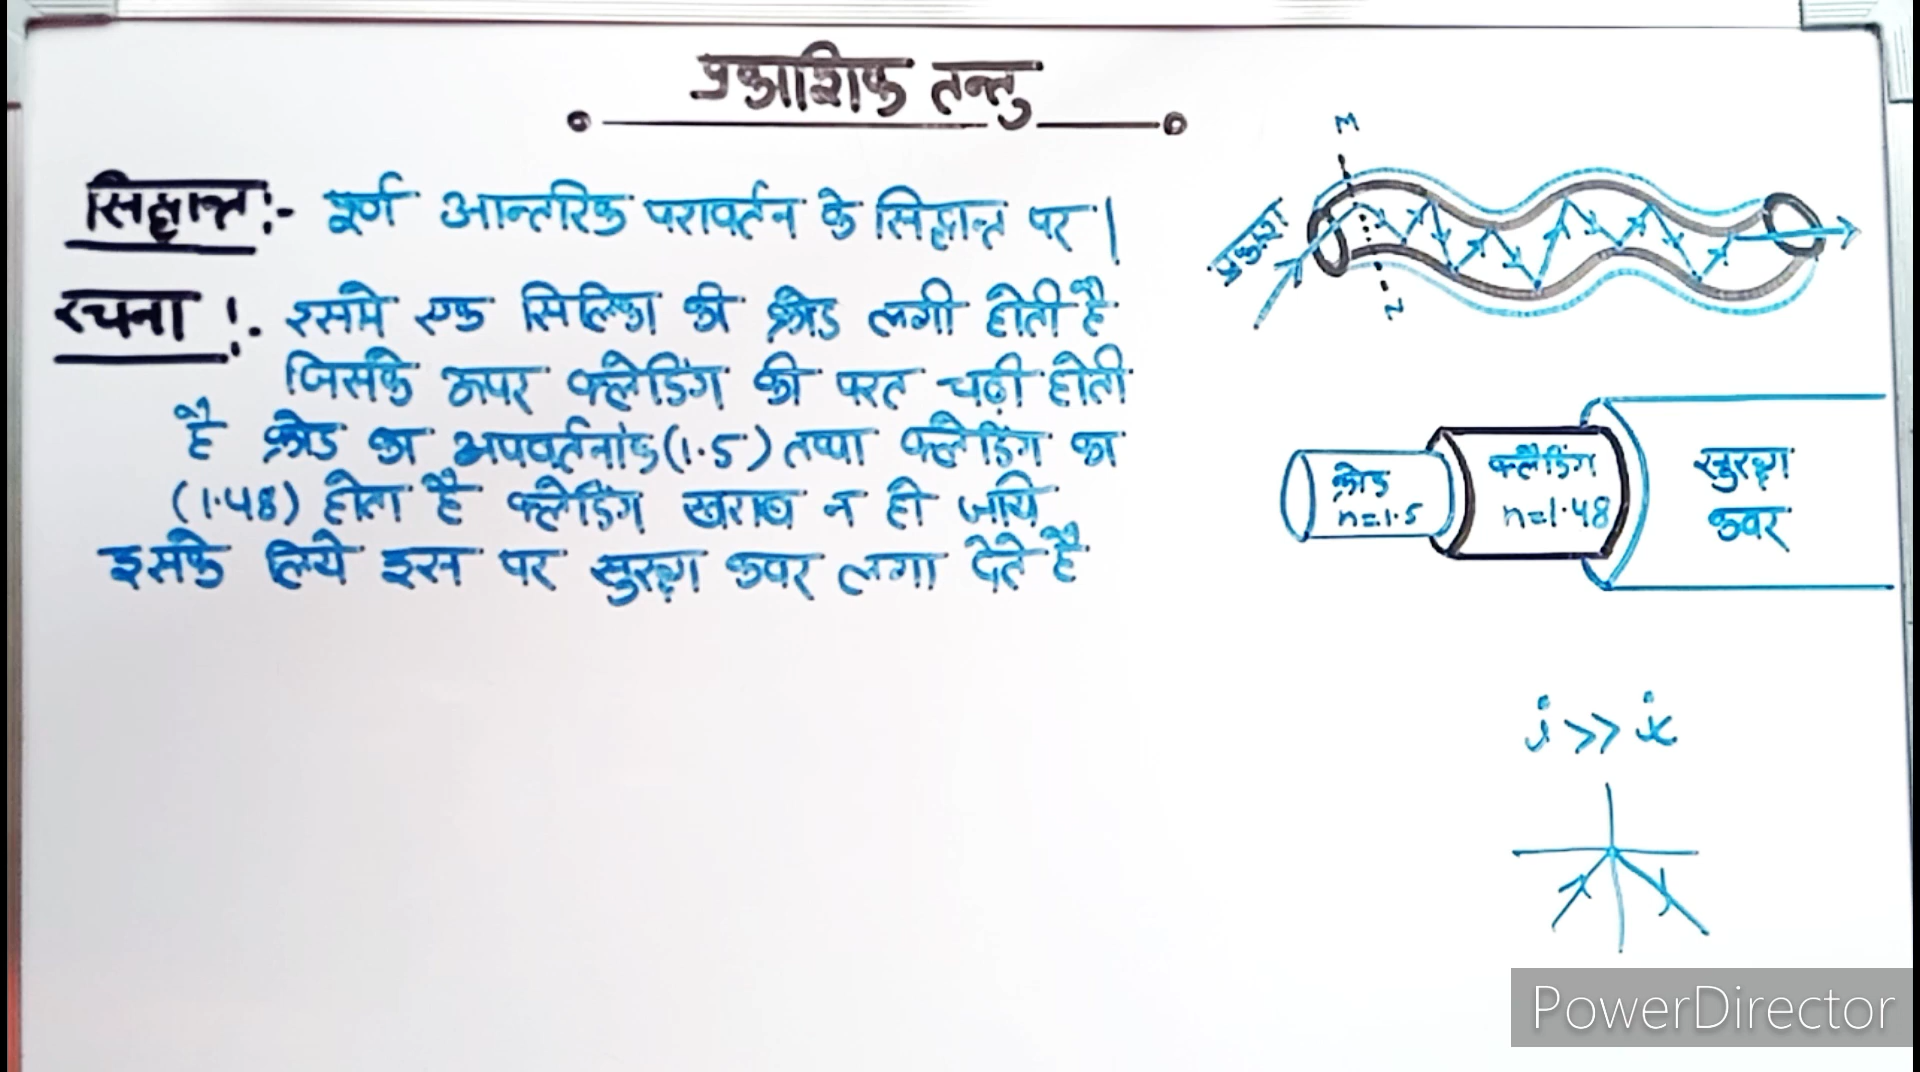 प्रकाशिक तन्तु
सिद्धान्त:- पूर्ण आन्तरिक परावर्तन के सिद्धान्त पर।
रचना :- इसमे एक सिलिका की क्रोड लगी होती है
जिसके ऊपर क्लेडिंग की परत चढ़ी होती
है क्रोड का अपवर्तनांक (1.5) तथा क्लेडिंग का
(1.48) होता है क्लेडिंग खराब न हो जाये
इसके लिये इस पर सुरक्षा कवर लगा देते है
M
प्रकाश
N
क्रोड
n=1.5
क्लैडिंग
n=1.48
सुरक्षा
कवर
i >> ic
PowerDirector